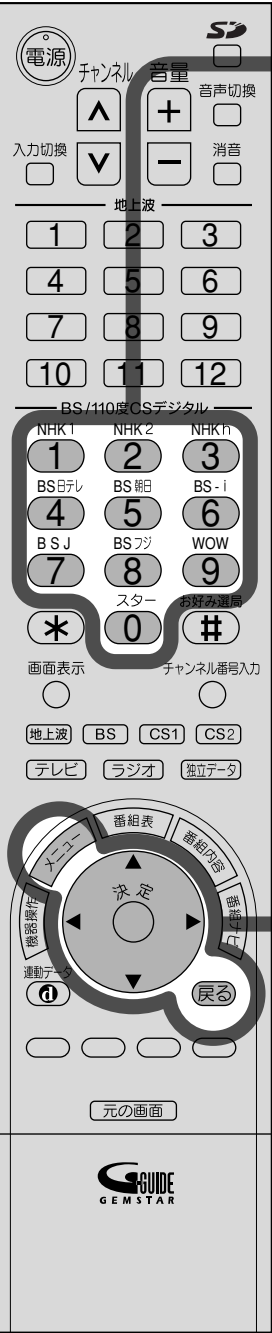 SD
電源
チャンネル 音量
音声切換
∧ +
入力切換 消音
∨ −
地上波
1 2 3
4 5 6
7 8 9
10 11 12
BS/110度CSデジタル
NHK1 NHK2 NHKh
1 2 3
BS日テレ BS朝日 BS-i
4 5 6
BSJ BSフジ WOW
7 8 9
スター お好み選局
* 0 #
画面表示 チャンネル番号入力
地上波 BS CS1 CS2
テレビ ラジオ 独立データ
メニュー 番組表 番組内容
機器操作 決定 番組ナビ
連動データ
d 戻る
元の画面
G-GUIDE
GEMSTAR